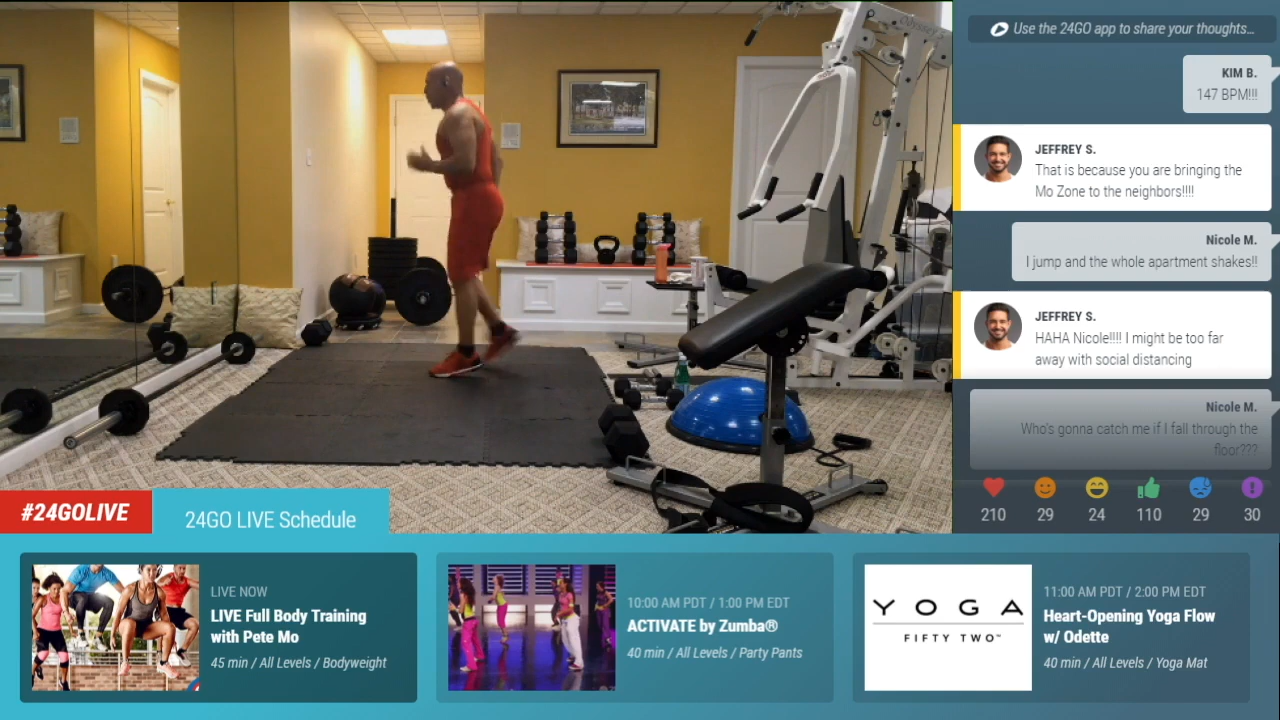 Odyssey
Use the 24GO app to share your thoughts...
KIM B.
147 BPM!!!
JEFFREY S.
That is because you are bringing the
Mo Zone to the neighbors!!!!
Nicole M.
I jump and the whole apartment shakes!!
JEFFREY S.
HAHA Nicole!!!! I might be too far
away with social distancing
Nicole M.
Who's gonna catch me if I fall through the
floor???
210
29
24
110
29
30
#24GOLIVE
24GO LIVE Schedule
LIVE NOW
LIVE Full Body Training
with Pete Mo
45 min / All Levels / Bodyweight
10:00 AM PDT / 1:00 PM EDT
ACTIVATE by Zumba®
40 min / All Levels / Party Pants
YOGA
FIFTY TWO™
11:00 AM PDT / 2:00 PM EDT
Heart-Opening Yoga Flow
w/ Odette
40 min / All Levels / Yoga Mat